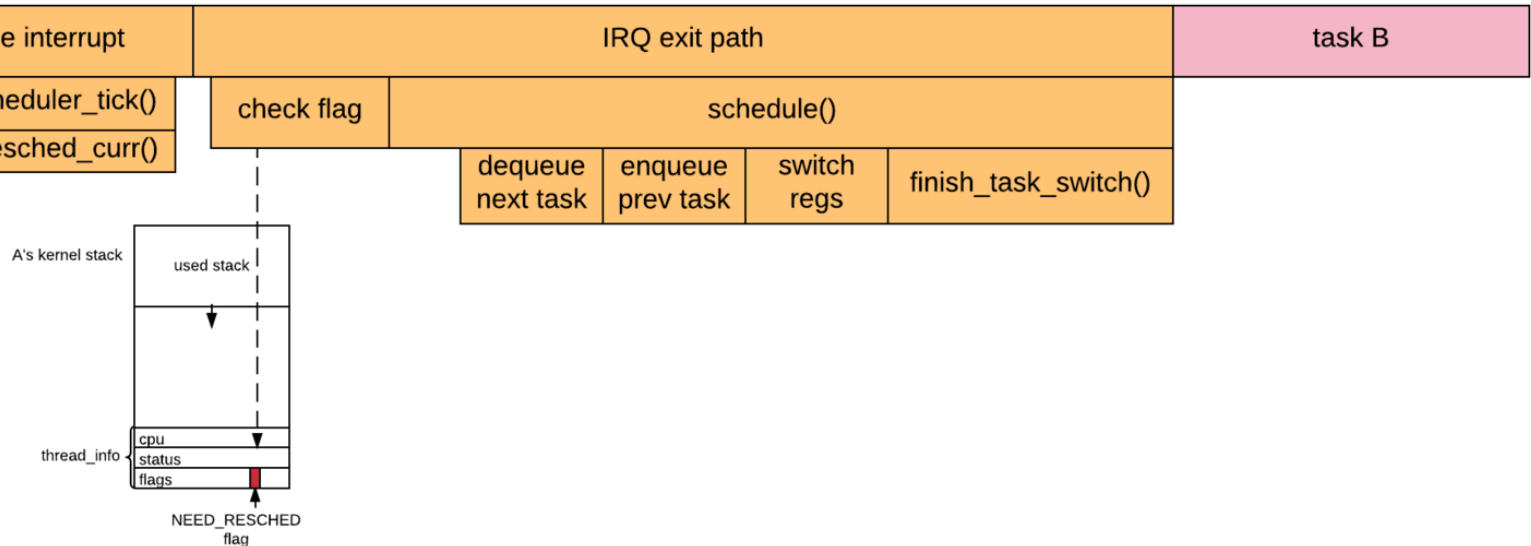 e interrupt
IRQ exit path
task B
heduler_tick()
check flag
schedule()
esched_curr()
dequeue
next task
enqueue
prev task
switch
regs
finish_task_switch()
A's kernel stack
used stack
cpu
thread_info
status
flags
NEED_RESCHED
flag